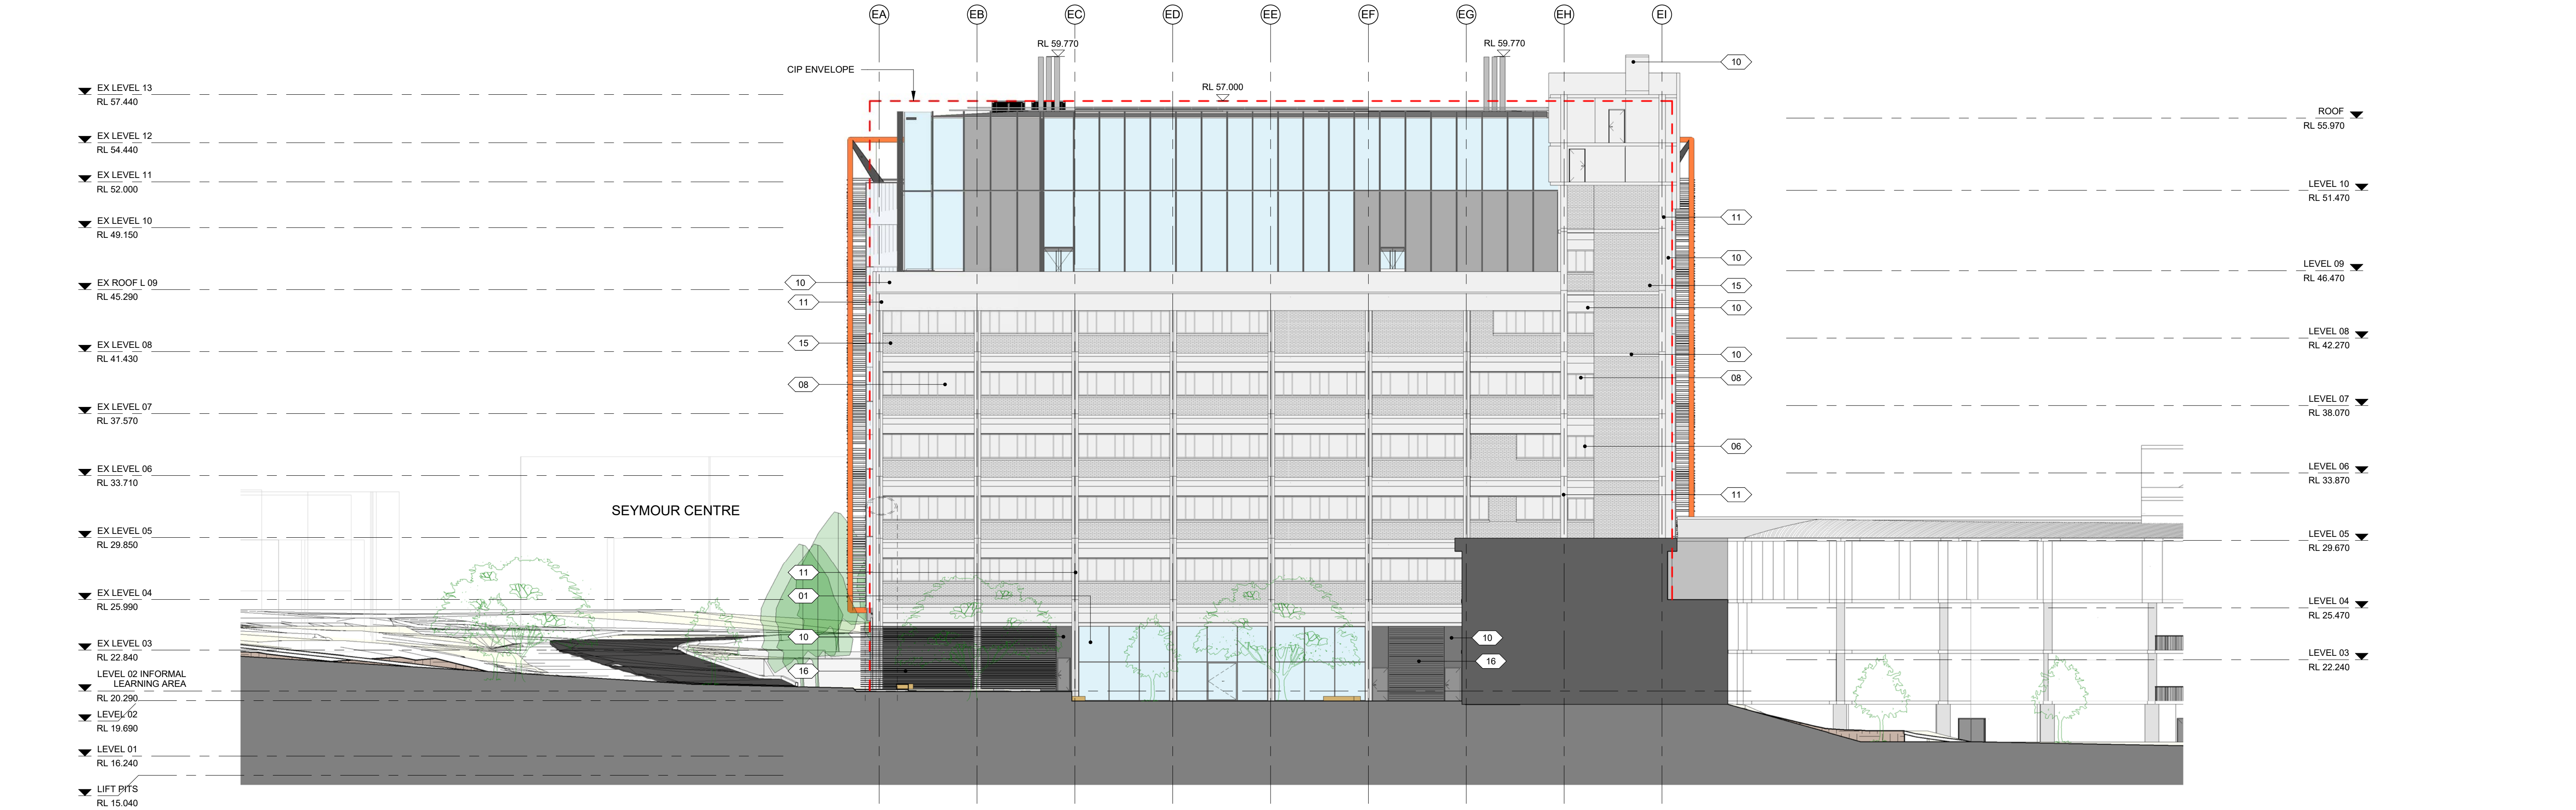 EA EB EC ED EE EF EG EH EI
RL 59.770 RL 59.770
CIP ENVELOPE
RL 57.000
EX LEVEL 13
RL 57.440
EX LEVEL 12
RL 54.440
EX LEVEL 11
RL 52.000
EX LEVEL 10
RL 49.150
EX ROOF L 09
RL 45.290
EX LEVEL 08
RL 41.430
EX LEVEL 07
RL 37.570
EX LEVEL 06
RL 33.710
EX LEVEL 05
RL 29.850
EX LEVEL 04
RL 25.990
EX LEVEL 03
RL 22.840
LEVEL 02 INFORMAL
LEARNING AREA
RL 20.290
LEVEL 02
RL 19.690
LEVEL 01
RL 16.240
LIFT PITS
RL 15.040
SEYMOUR CENTRE
10
11
15
08
11
01
10
16
10
16
10
11
10
15
10
10
08
06
11
ROOF
RL 55.970
LEVEL 10
RL 51.470
LEVEL 09
RL 46.470
LEVEL 08
RL 42.270
LEVEL 07
RL 38.070
LEVEL 06
RL 33.870
LEVEL 05
RL 29.670
LEVEL 04
RL 25.470
LEVEL 03
RL 22.240